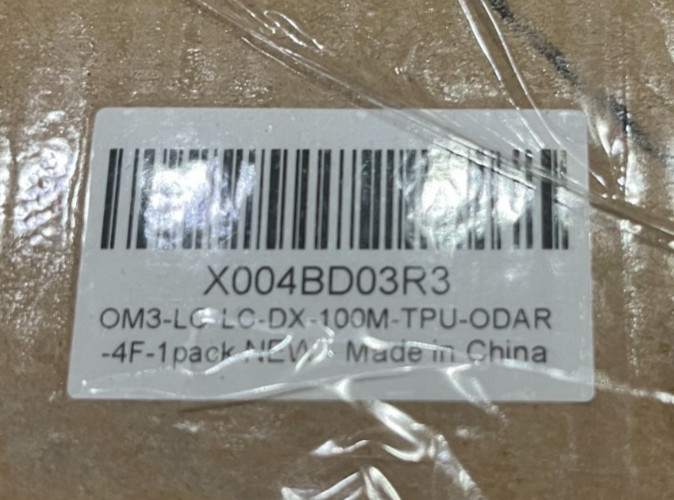 X004BD03R3
OM3-LC-LC-DX-100M-TPU-ODAR
-4F-1pack-NEW Made in China